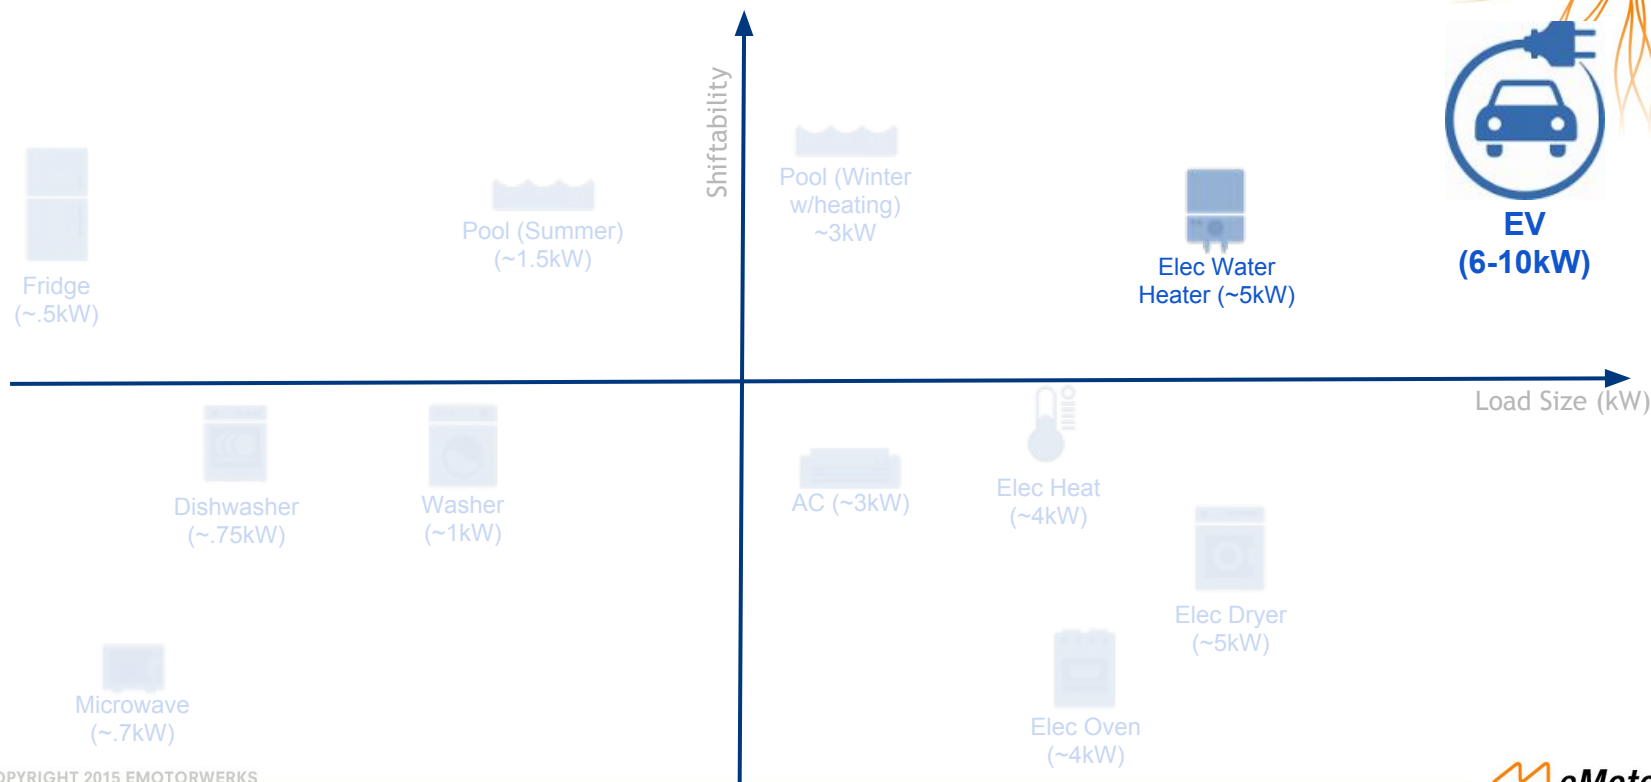 Shiftability
Pool (Winter
w/heating)
~3kW
Pool (Summer)
(~1.5kW)
EV
(6-10kW)
Elec Water
Heater (~5kW)
Fridge
(~.5kW)
Load Size (kW)
Dishwasher
(~.75kW)
Washer
(~1kW)
AC (~3kW)
Elec Heat
(~4kW)
Elec Dryer
(~5kW)
Microwave
(~.7kW)
Elec Oven
(~4kW)
OPYRIGHT 2015 EMOTORWERKS
eMot